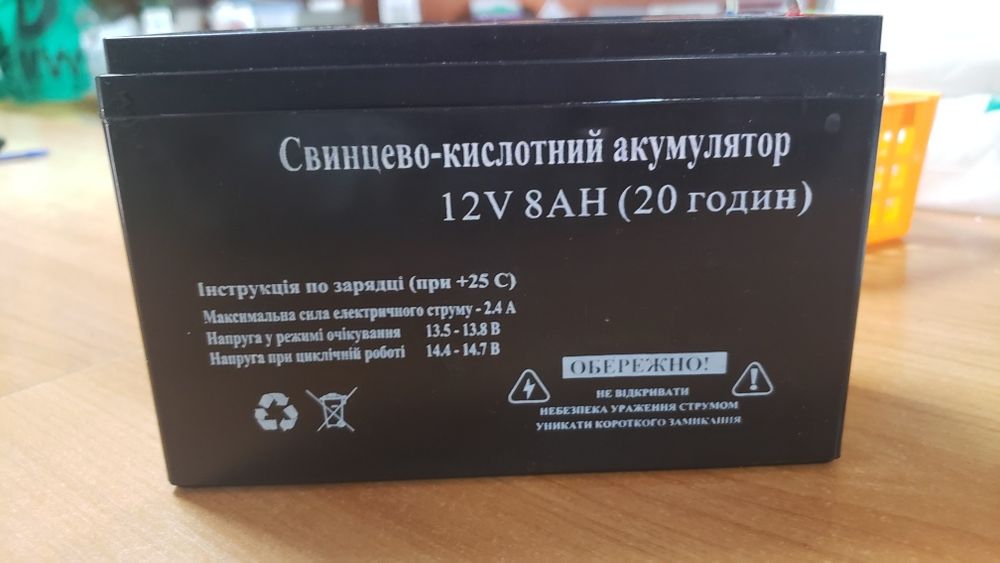 Свинцево-кислотний акумулятор
12V 8AH (20 годин)
Інструкція по зарядці (при +25 С)
Максимальна сила електричного струму - 2.4 А
Напруга у режимі очікування 13.5 - 13.8 В
Напруга при циклічній роботі 14.4 - 14.7 В
ОБЕРЕЖНО!
НЕ ВІДКРИВАТИ
НЕБЕЗПЕКА УРАЖЕННЯ СТРУМОМ
УНИКАТИ КОРОТКОГО ЗАМИКАННЯ